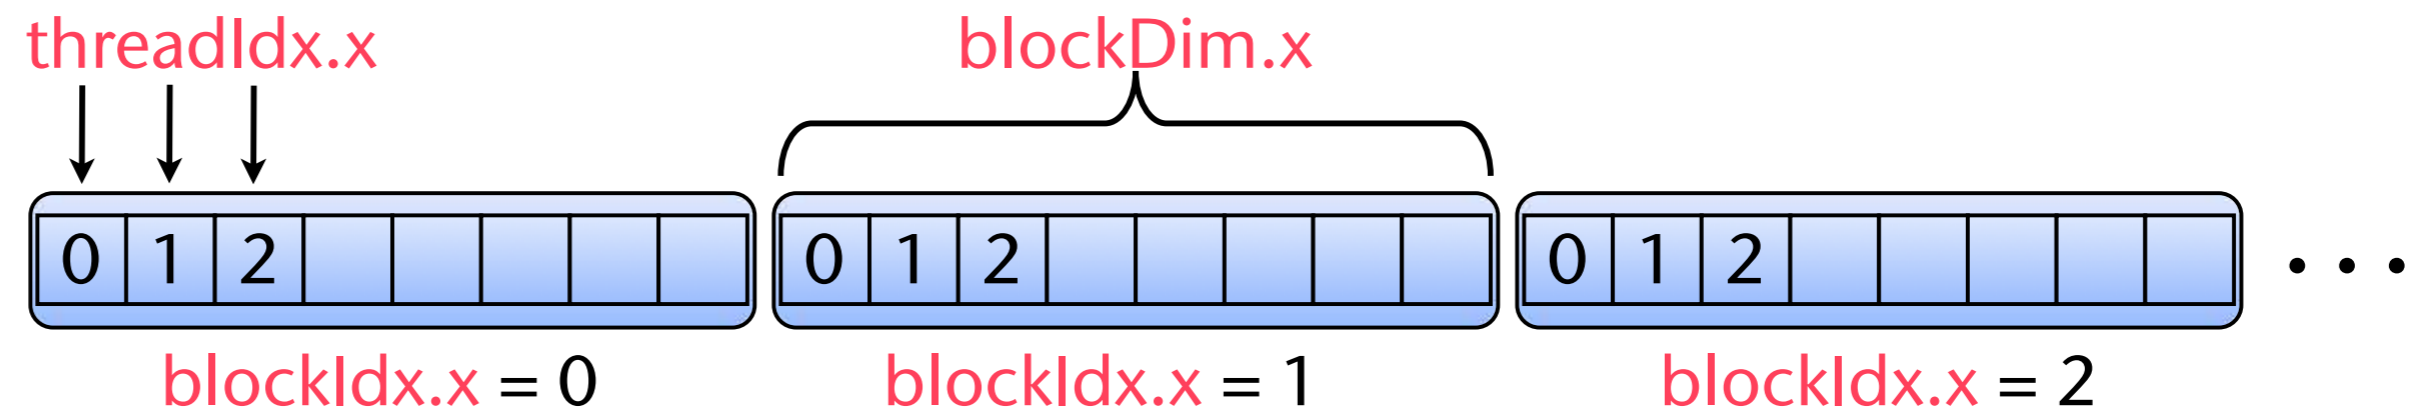 threadIdx.x blockDim.x
0 1 2 0 1 2 0 1 2 ...
blockIdx.x = 0 blockIdx.x = 1 blockIdx.x = 2